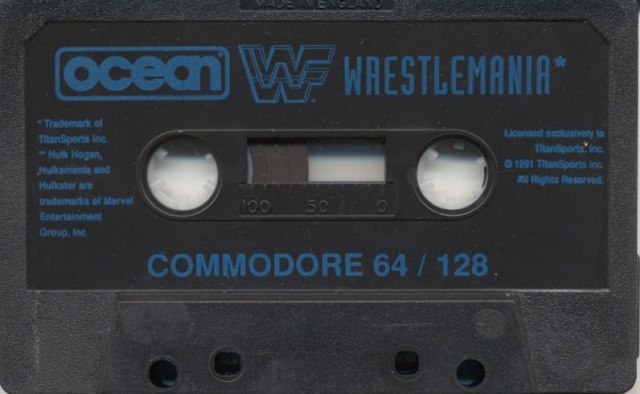 MADE IN ENGLAND
ocean WF WRESTLEMANIA*
* Trademark of
TitanSports Inc.
** Hulk Hogan,
Hulkamania and
Hulkster are
trademarks of Marvel
Entertainment
Group, Inc
Licensed exclusively to
TitanSports, Inc.
© 1991 TitanSports Inc.
All Rights Reserved.
100 50 0
COMMODORE 64 / 128